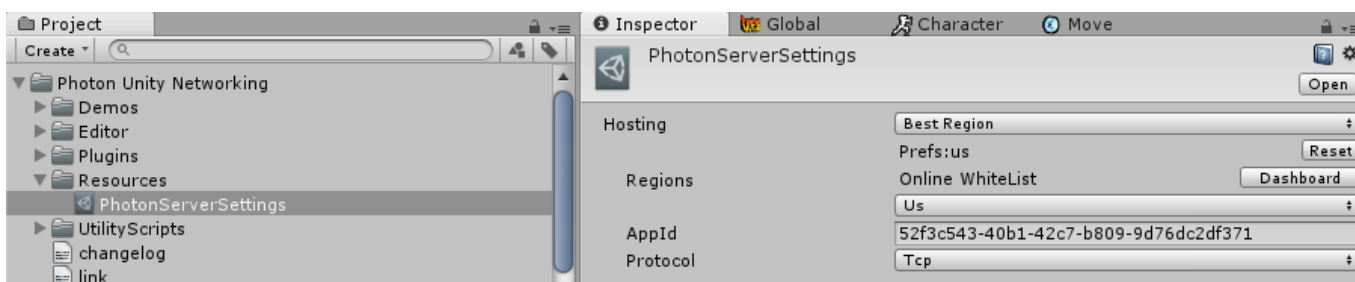 Project
Create
Photon Unity Networking
Demos
Editor
Plugins
Resources
PhotonServerSettings
UtilityScripts
changelog
link
Inspector Global Character Move
PhotonServerSettings
Open
Hosting Best Region
Prefs:us Reset
Regions Online WhiteList Dashboard
Us
AppId 52f3c543-40b1-42c7-b809-9d76dc2df371
Protocol Tcp